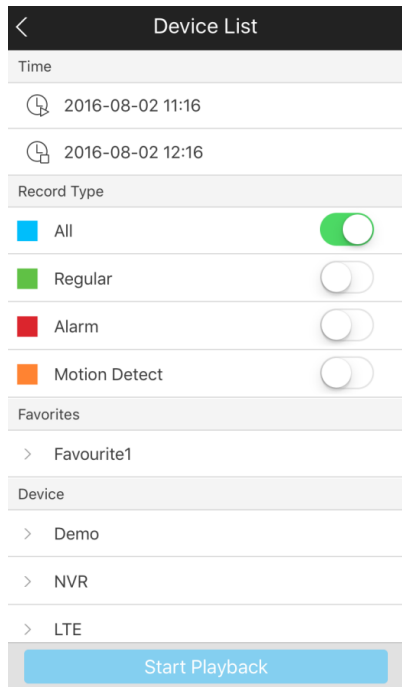 Device List
Time
2016-08-02 11:16
2016-08-02 12:16
Record Type
All
Regular
Alarm
Motion Detect
Favorites
Favourite1
Device
Demo
NVR
LTE
Start Playback